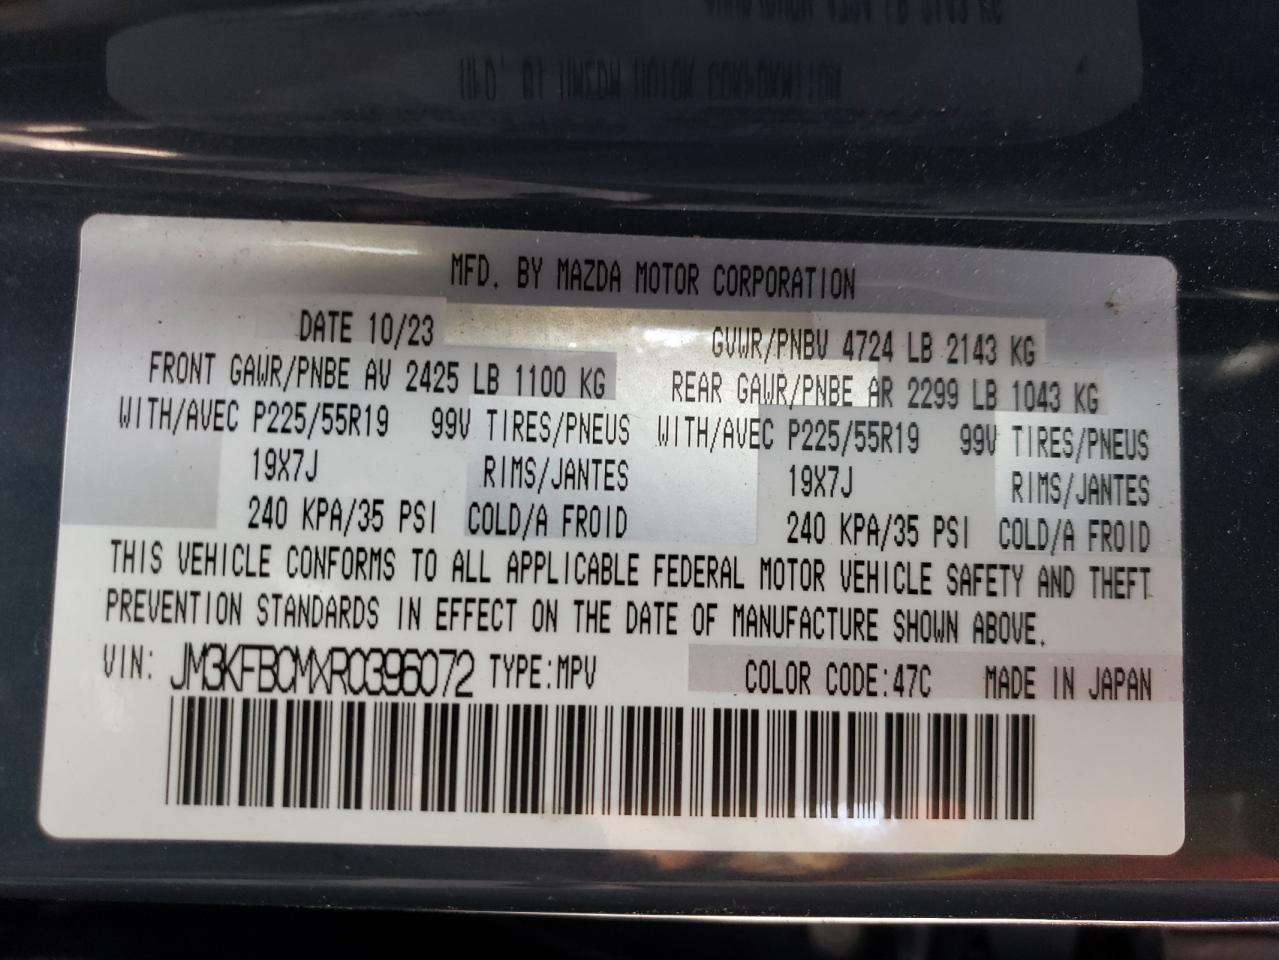 MFD. BY MAZDA MOTOR CORPORATION
DATE 10/23 GVWR/PNBV 4724 LB 2143 KG
FRONT GAWR/PNBE AV 2425 LB 1100 KG REAR GAWR/PNBE AR 2299 LB 1043 KG
WITH/AVEC P225/55R19 99V TIRES/PNEUS WITH/AVEC P225/55R19 99V TIRES/PNEUS
19X7J RIMS/JANTES 19X7J RIMS/JANTES
240 KPA/35 PSI COLD/A FROID 240 KPA/35 PSI COLD/A FROID
THIS VEHICLE CONFORMS TO ALL APPLICABLE FEDERAL MOTOR VEHICLE SAFETY AND THEFT
PREVENTION STANDARDS IN EFFECT ON THE DATE OF MANUFACTURE SHOWN ABOVE.
VIN: JM3KFBCMXR0396072 TYPE:MPV COLOR CODE:47C MADE IN JAPAN